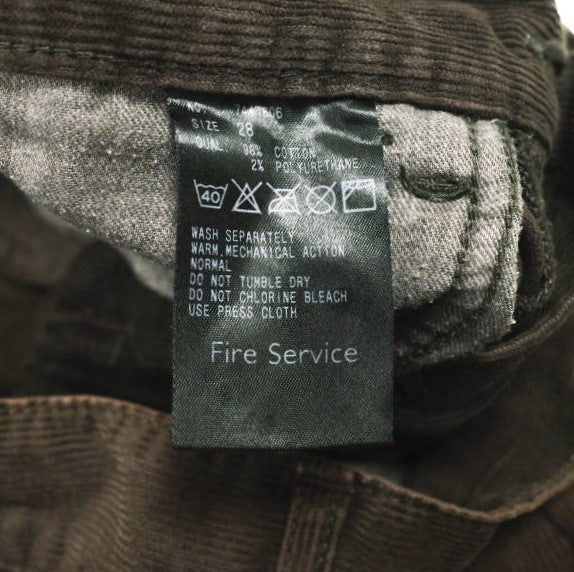 NO.
SIZE 28
QUAL 98% COTTON
2% POLYURETHANE
40
WASH SEPARATELY
WARM,MECHANICAL ACTION
NORMAL
DO NOT TUMBLE DRY
DO NOT CHLORINE BLEACH
USE PRESS CLOTH
Fire Service